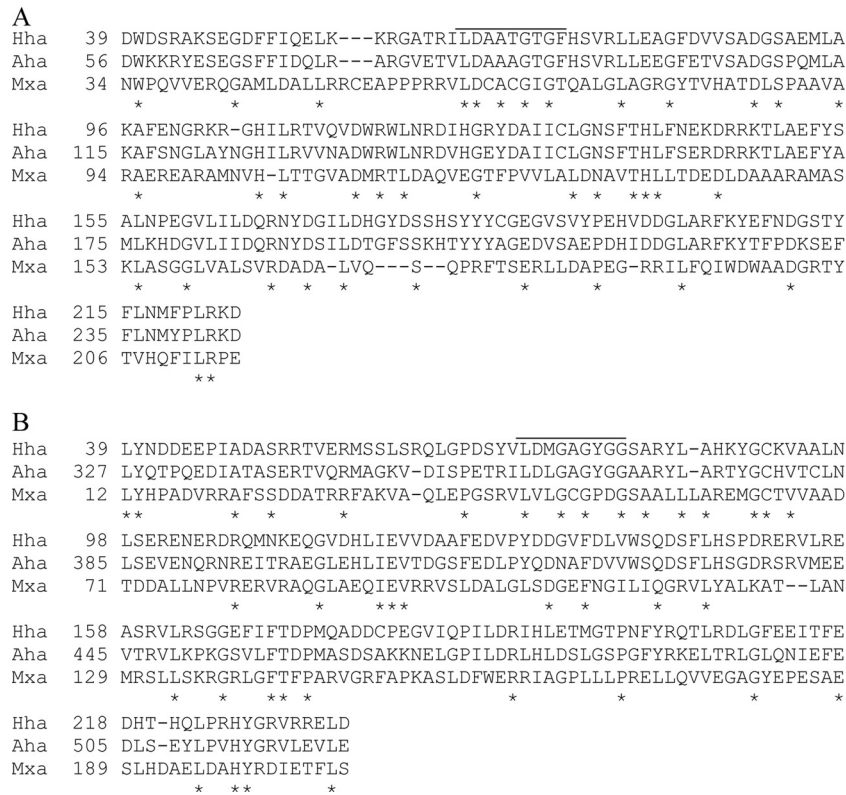 A
Hha 39 DWDSRAKSEGDFFIQELK---KRGATRILDAATGTGFHSVRLLEAGFDVVSADGSAEMLA
Aha 56 DWKKRYESEGSFFIDQLR---ARGVETVLDAAAGTGFHSVRLLEEGFETVSADGSPQMLA
Mxa 34 NWPQVVERQGAMLDALLRRCEAPPPRRVLDCACGIGTQALGLAGRGYTVHATDLSPAAVA
* * * ** * * * * * * *
Hha 96 KAFENGRKR-GHILRTVQVDWRWLNRDIHGRYDAIICLGNSFTHLFNEKDRRKTLAEFYS
Aha 115 KAFSNGLAYNGHILRVVNADWRWLNRDVHGEYDAIICLGNSFTHLFSERDRRKTLAEFYA
Mxa 94 RAEREARAMNVH-LTTGVADMRTLDAQVEGTFPVVLALDNAVTHLLTDEDLDAAARAMAS
* * * * * * * * * *** *
Hha 155 ALNPEGVLILDQRNYDGILDHGYDSSHSYYYCGEGVSVYPEHVDDGLARFKYEFNDGSTY
Aha 175 MLKHDGVLIIDQRNYDSILDTGFSSKHTYYYAGEDVSAEPDHIDDGLARFKYTFPDKSEF
Mxa 153 KLASGGLVALSVRDADA-LVQ---S--QPRFTSERLLDAPEG-RRILFQIWDWAADGRTY
* * * * * * * * * *
Hha 215 FLNMFPLRKD
Aha 235 FLNMYPLRKD
Mxa 206 TVHQFILRPE
**
B
Hha 39 LYNDDEEPIADASRRTVERMSSLSRQLGPDSYVLDMGAGYGGSARYL-AHKYGCKVAALN
Aha 327 LYQTPQEDIATASERTVQRMAGKV-DISPETRILDLGAGYGGAARYL-ARTYGCHVTCLN
Mxa 12 LYHPADVRRAFSSDDATRRFAKVA-QLEPGSRVLVLGCGPDGSAALLLAREMGCTVVAAD
** * * * * * * * * * * ** *
Hha 98 LSERENERDRQMNKEQGVDHLIEVVDAAFEDVPYDDGVFDLVWSQDSFLHSPDRERVLRE
Aha 385 LSEVENQRNREITRAEGLEHLIEVTDGSFEDLPYQDNAFDVVWSQDSFLHSGDRSRVMEE
Mxa 71 TDDALLNPVRERVRAQGLAEQIEVRRVSLDALGLSDGEFNGILIQGRVLYALKAT--LAN
* * *** * * * *
Hha 158 ASRVLRSGGEFIFTDPMQADDCPEGVIQPILDRIHLETMGTPNFYRQTLRDLGFEEITFE
Aha 445 VTRVLKPKGSVLFTDPMASDSAKKNELGPILDRLHLDSLGSPGFYRKELTRLGLQNIEFE
Mxa 129 MRSLLSKRGRLGFTTFPARVGRFAPKASLDFWERRIAGPLLLPRELLQVVEGAGYEPESAE
* * ** * * * * *
Hha 218 DHT-HQLPRHYGRVRRELD
Aha 505 DLS-EYLPVHYGRVLEVLE
Mxa 189 SLHDAELDAHYRDIETFLS
* ** *